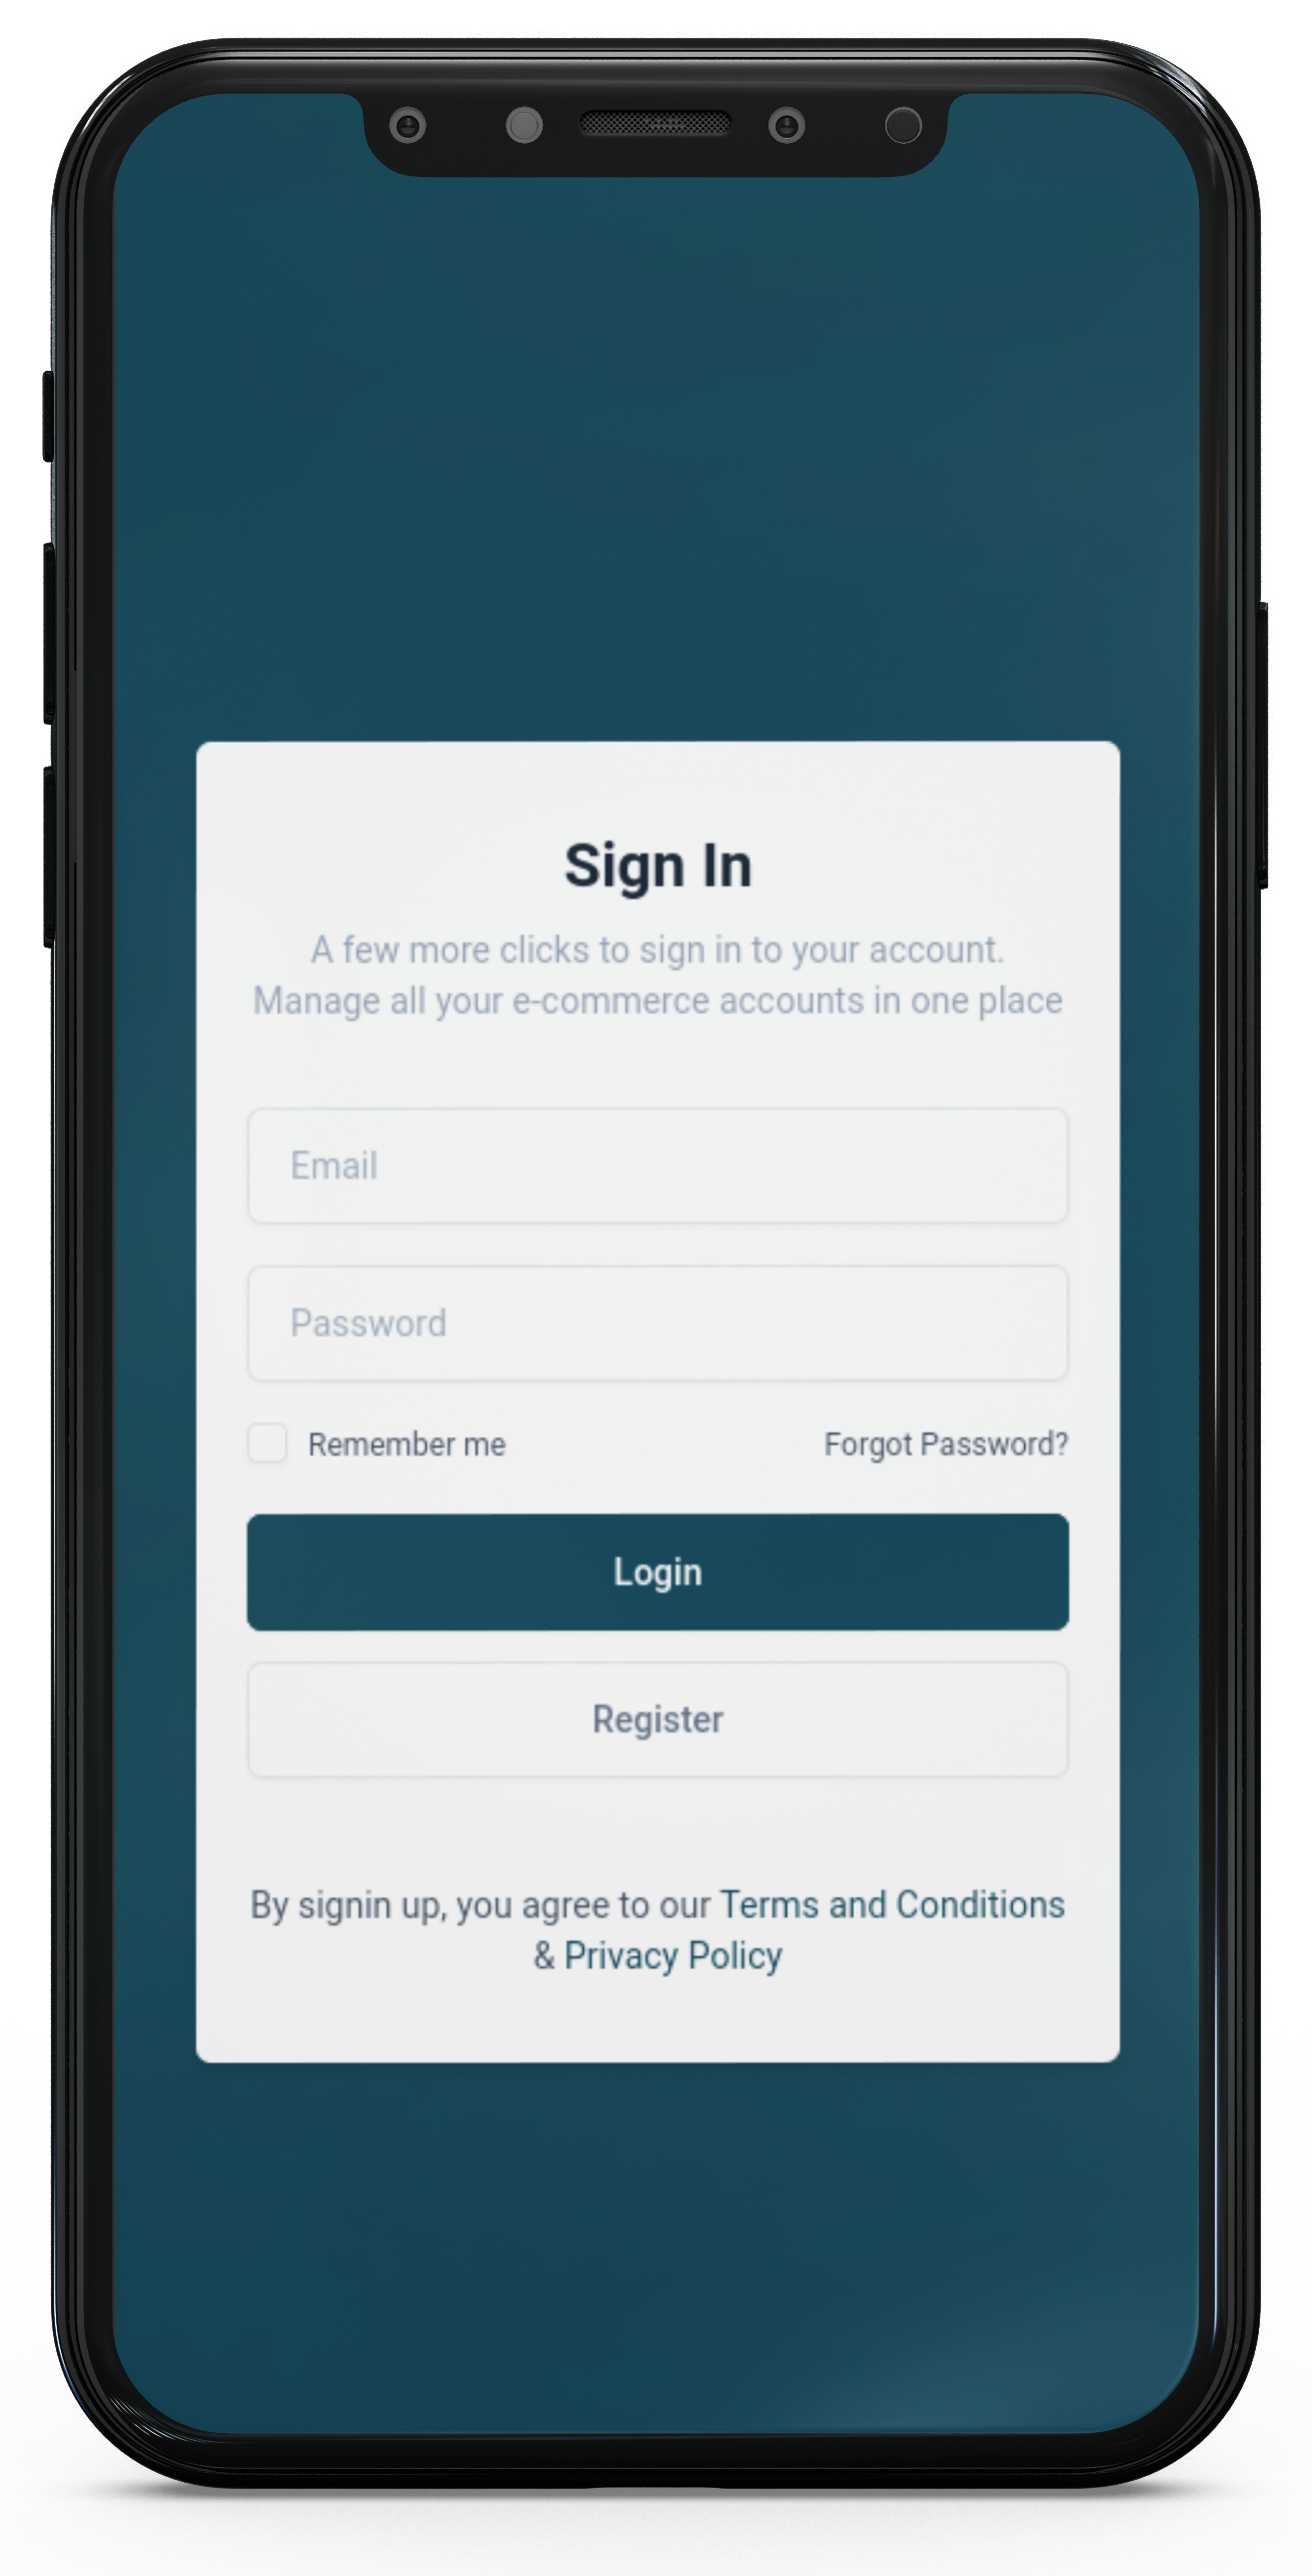 Sign In
A few more clicks to sign in to your account.
Manage all your e-commerce accounts in one place
Email
Password
Remember me
Forgot Password?
Login
Register
By signin up, you agree to our Terms and Conditions
& Privacy Policy